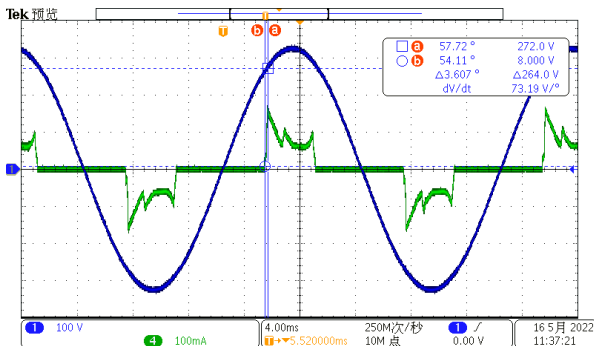 Tek 预览
T
b a
T
a 57.72 ° 272.0 V
b 54.11 ° 8.000 V
Δ3.607 ° Δ264.0 V
dV/dt 73.19 V/°
1
1 100 V
4 100mA
4.00ms
T→▼5.520000ms
250M次/秒
10M 点
1 / 0.00 V
16 5月 2022
11:37:21